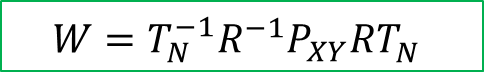 W = T_N^{-1} R^{-1} P_{XY} R T_N